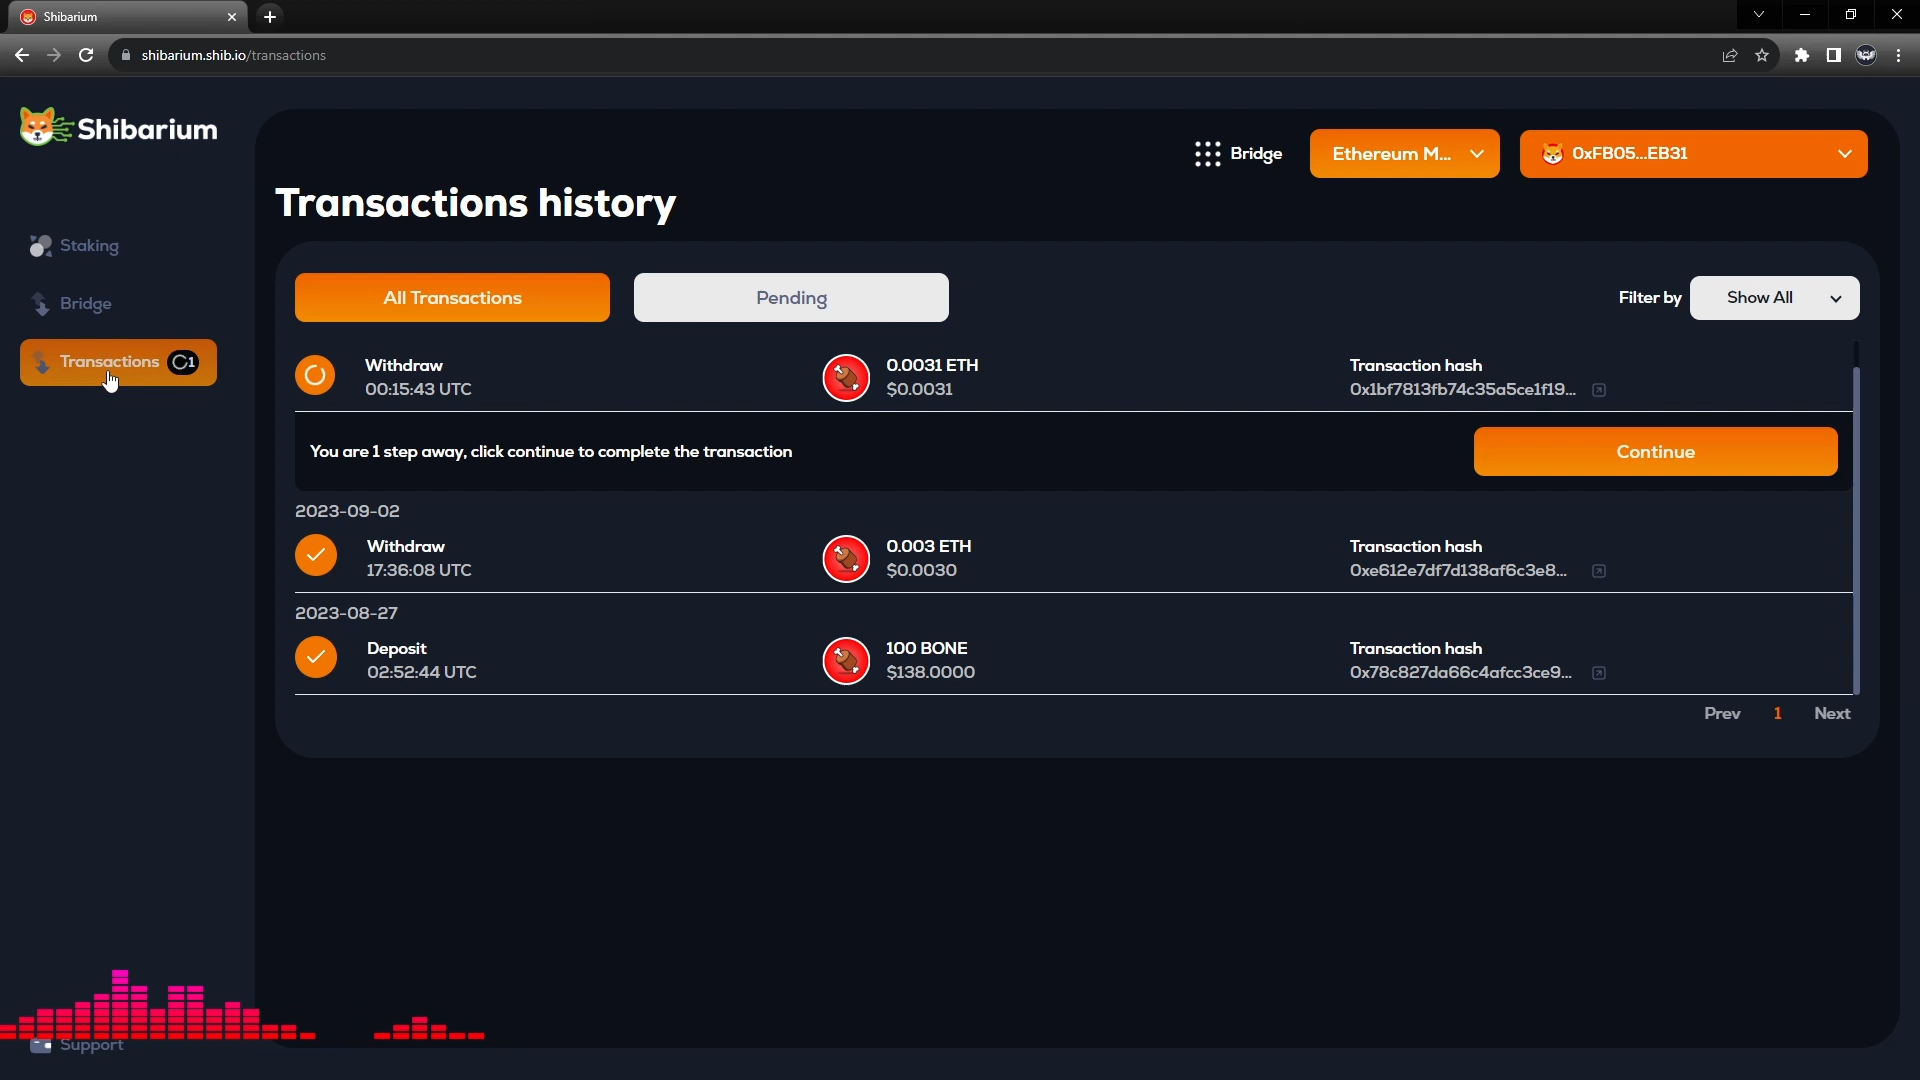 Shibarium
shibarium.shib.io/transactions
Shibarium
Bridge
Ethereum M...
0xFB05...EB31
Transactions history
Staking
Bridge
Transactions 1
All Transactions
Pending
Filter by
Show All
Withdraw
00:15:43 UTC
0.0031 ETH
$0.0031
Transaction hash
0x1bf7813fb74c35a5ce1f19...
You are 1 step away, click continue to complete the transaction
Continue
2023-09-02
Withdraw
17:36:08 UTC
0.003 ETH
$0.0030
Transaction hash
0xe612e7df7d138af6c3e8...
2023-08-27
Deposit
02:52:44 UTC
100 BONE
$138.0000
Transaction hash
0x78c827da66c4afcc3ce9...
Prev 1 Next
Support